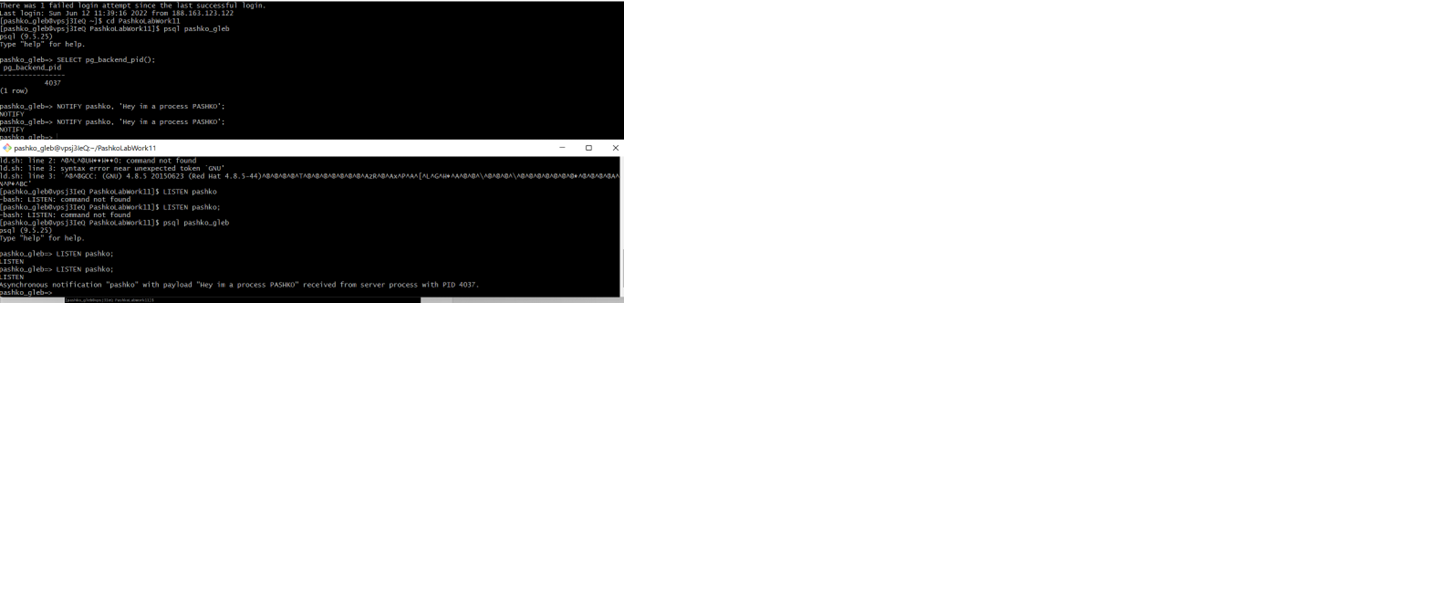 There was 1 failed login attempt since the last successful login.
Last login: Sun Jun 12 11:39:16 2022 from 188.163.123.122
[pashko_gleb@vpsj3IeQ ~]$ cd PashkoLabWork11
[pashko_gleb@vpsj3IeQ PashkoLabWork11]$ psql pashko_gleb
psql (9.5.25)
Type "help" for help.
pashko_gleb=> SELECT pg_backend_pid();
pg_backend_pid
----------------
4037
(1 row)
pashko_gleb=> NOTIFY pashko, 'Hey im a process PASHKO';
NOTIFY
pashko_gleb=> NOTIFY pashko, 'Hey im a process PASHKO';
NOTIFY
pashko_gleb=>
pashko_gleb@vpsj3IeQ:~/PashkoLabWork11
ld.sh: line 2: command not found
ld.sh: line 3: syntax error near unexpected token `GNU'
ld.sh: line 3: GCC: (GNU) 4.8.5 20150623 (Red Hat 4.8.5-44)
[pashko_gleb@vpsj3IeQ PashkoLabWork11]$ LISTEN pashko
-bash: LISTEN: command not found
[pashko_gleb@vpsj3IeQ PashkoLabWork11]$ LISTEN pashko;
-bash: LISTEN: command not found
[pashko_gleb@vpsj3IeQ PashkoLabWork11]$ psql pashko_gleb
psql (9.5.25)
Type "help" for help.
pashko_gleb=> LISTEN pashko;
LISTEN
pashko_gleb=> LISTEN pashko;
LISTEN
Asynchronous notification "pashko" with payload "Hey im a process PASHKO" received from server process with PID 4037.
pashko_gleb=>